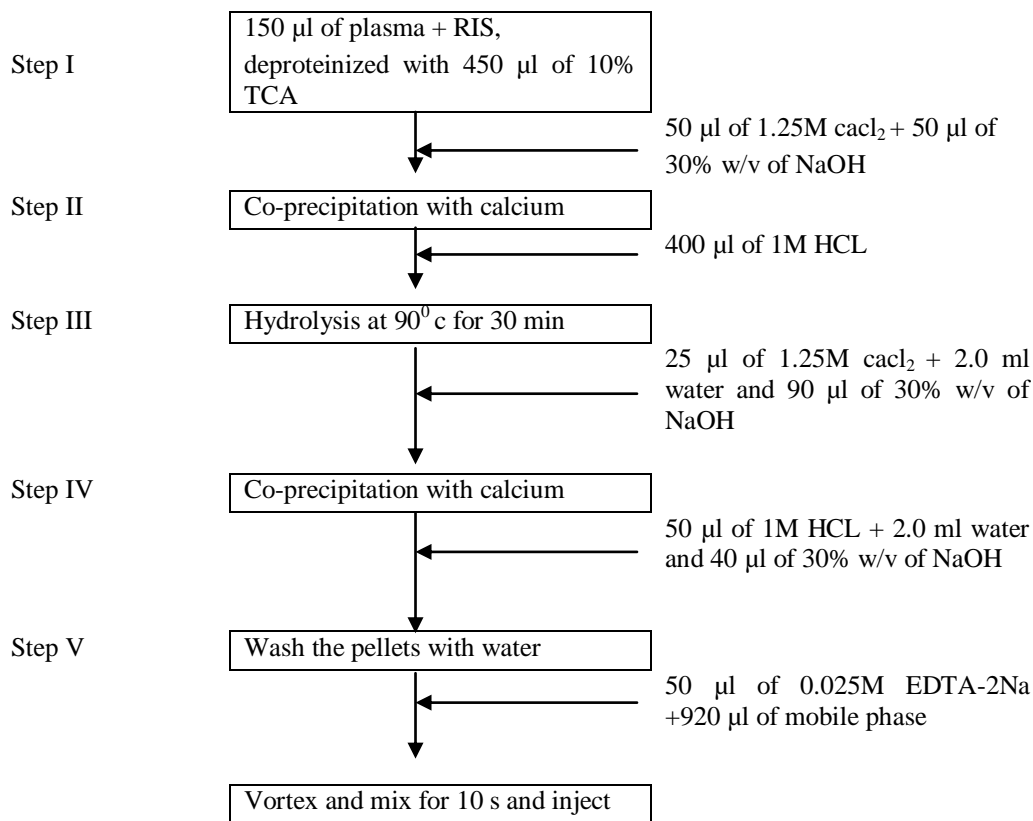 Step I
150 µl of plasma + RIS,
deproteinized with 450 µl of 10%
TCA
50 µl of 1.25M cacl₂ + 50 µl of
30% w/v of NaOH
Step II
Co-precipitation with calcium
400 µl of 1M HCL
Step III
Hydrolysis at 90⁰ c for 30 min
25 µl of 1.25M cacl₂ + 2.0 ml
water and 90 µl of 30% w/v of
NaOH
Step IV
Co-precipitation with calcium
50 µl of 1M HCL + 2.0 ml water
and 40 µl of 30% w/v of NaOH
Step V
Wash the pellets with water
50 µl of 0.025M EDTA-2Na
+920 µl of mobile phase
Vortex and mix for 10 s and inject